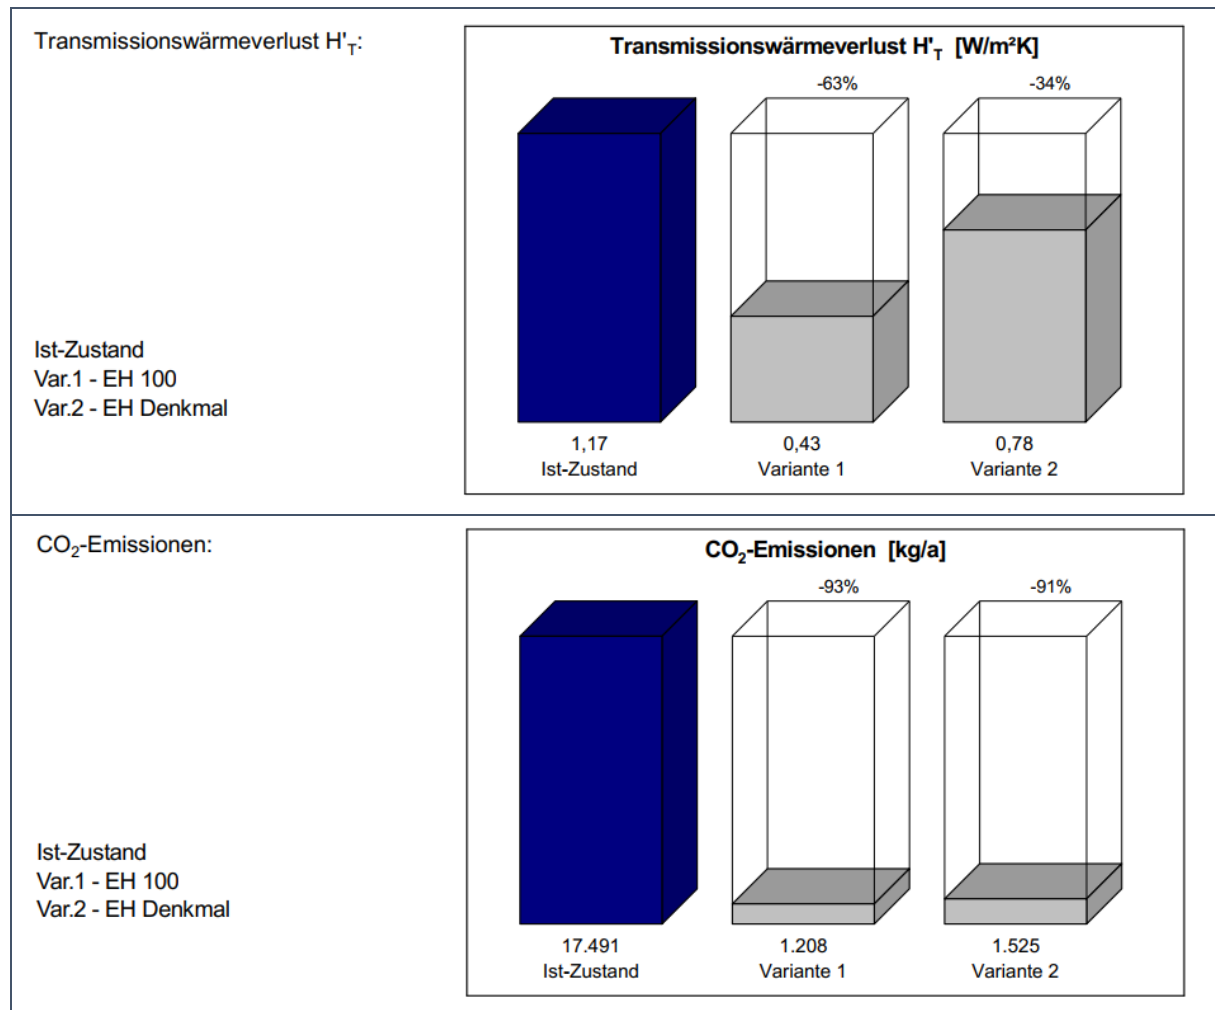 Transmissionswärmeverlust H'T:
Transmissionswärmeverlust H'T [W/m²K]
-63%
-34%
Ist-Zustand
Var.1 - EH 100
Var.2 - EH Denkmal
1,17
0,43
0,78
Ist-Zustand
Variante 1
Variante 2
CO2-Emissionen:
CO2-Emissionen [kg/a]
-93%
-91%
Ist-Zustand
Var.1 - EH 100
Var.2 - EH Denkmal
17.491
1.208
1.525
Ist-Zustand
Variante 1
Variante 2